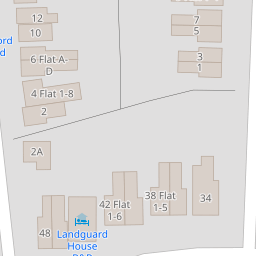 12
10
ord
d
6 Flat A-
D
4 Flat 1-8
2
7
5
3
1
2A
42 Flat
1-6
38 Flat
1-5
34
48
Landguard
House
B&B